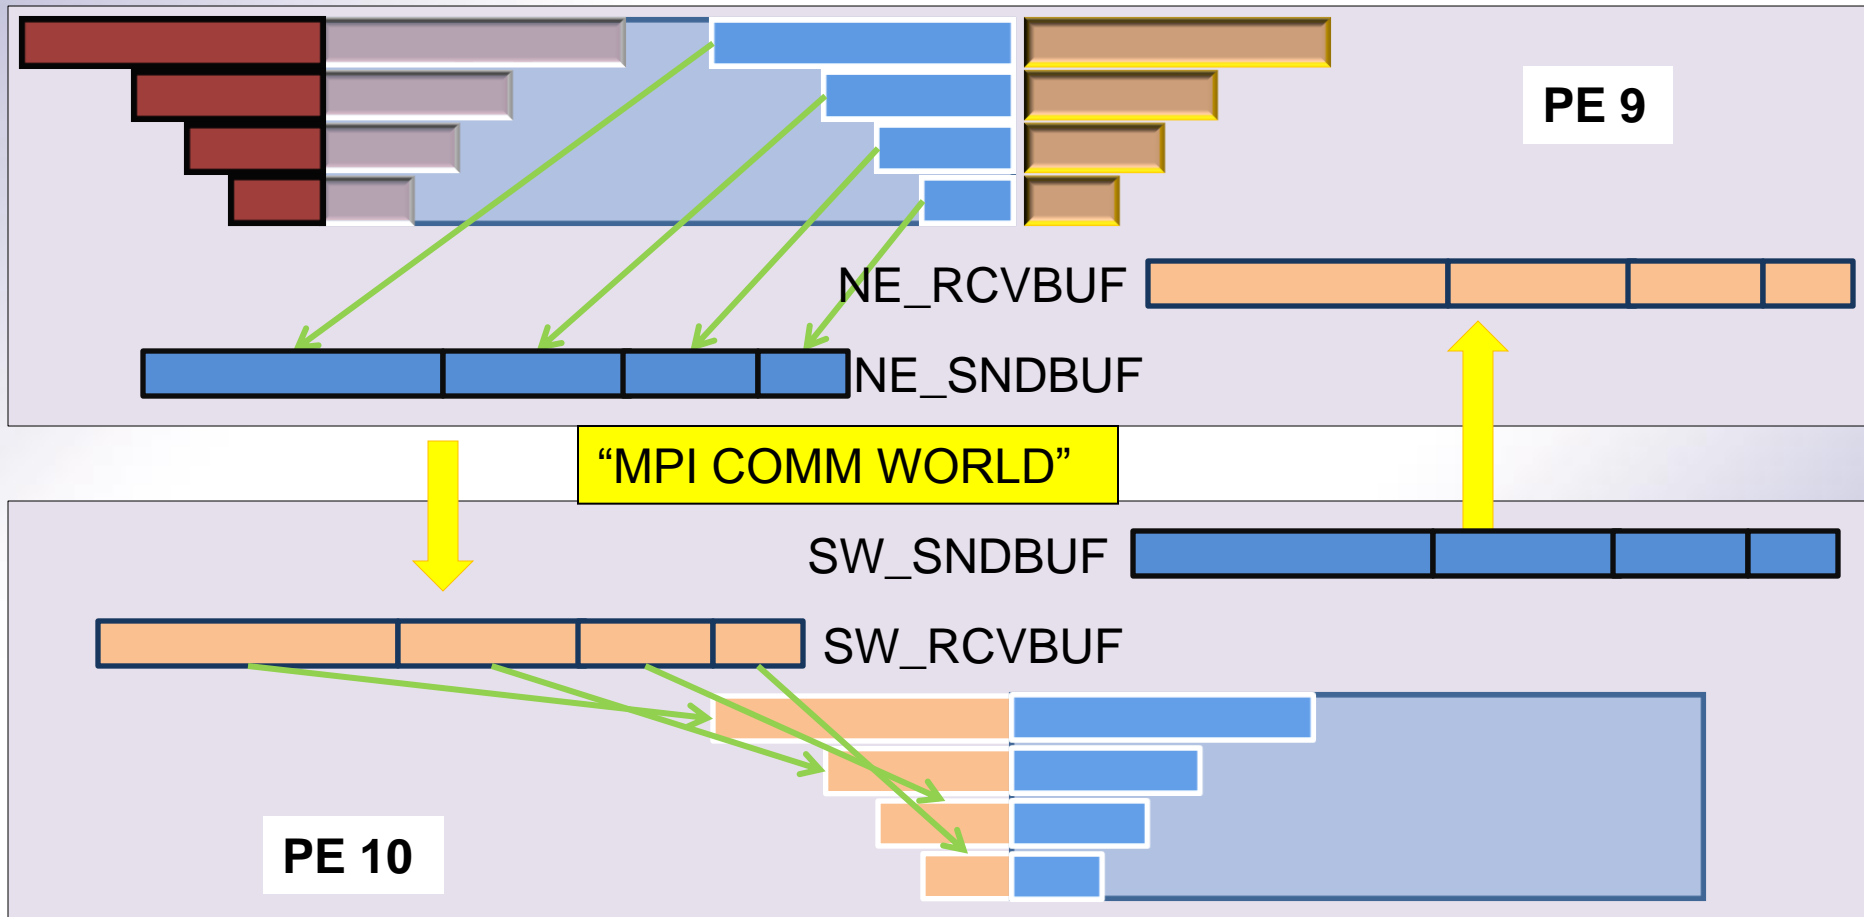 PE 9
NE_RCVBUF
NE_SNDBUF
“MPI COMM WORLD”
SW_SNDBUF
SW_RCVBUF
PE 10